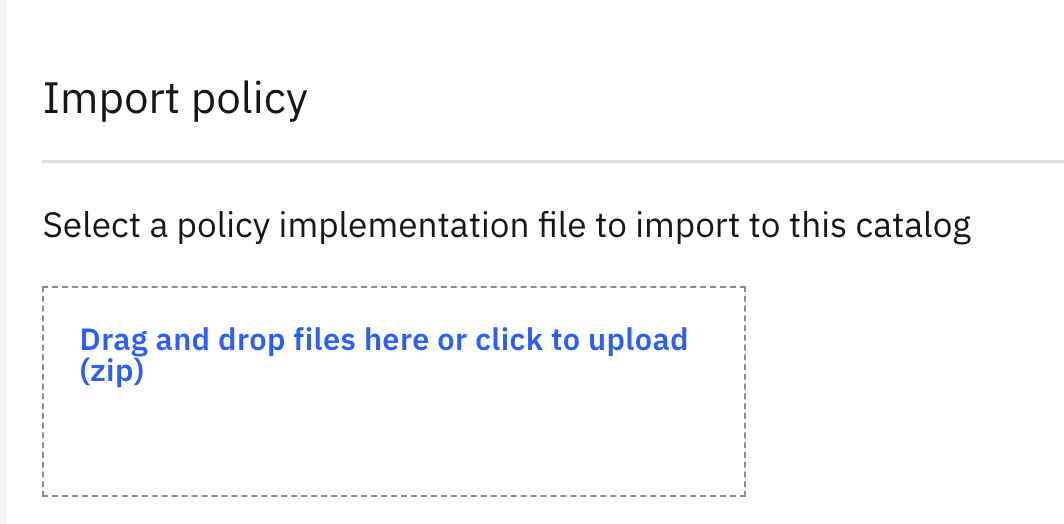 Import policy
Select a policy implementation file to import to this catalog
Drag and drop files here or click to upload
(zip)